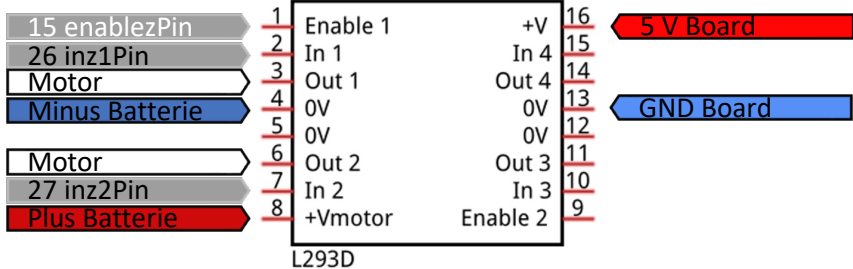 15 enablezPin 1 Enable 1 +V 16 5 V Board
26 inz1Pin 2 In 1 In 4 15
Motor 3 Out 1 Out 4 14
Minus Batterie 4 0V 0V 13 GND Board
5 0V 0V 12
Motor 6 Out 2 Out 3 11
27 inz2Pin 7 In 2 In 3 10
Plus Batterie 8 +Vmotor Enable 2 9
L293D